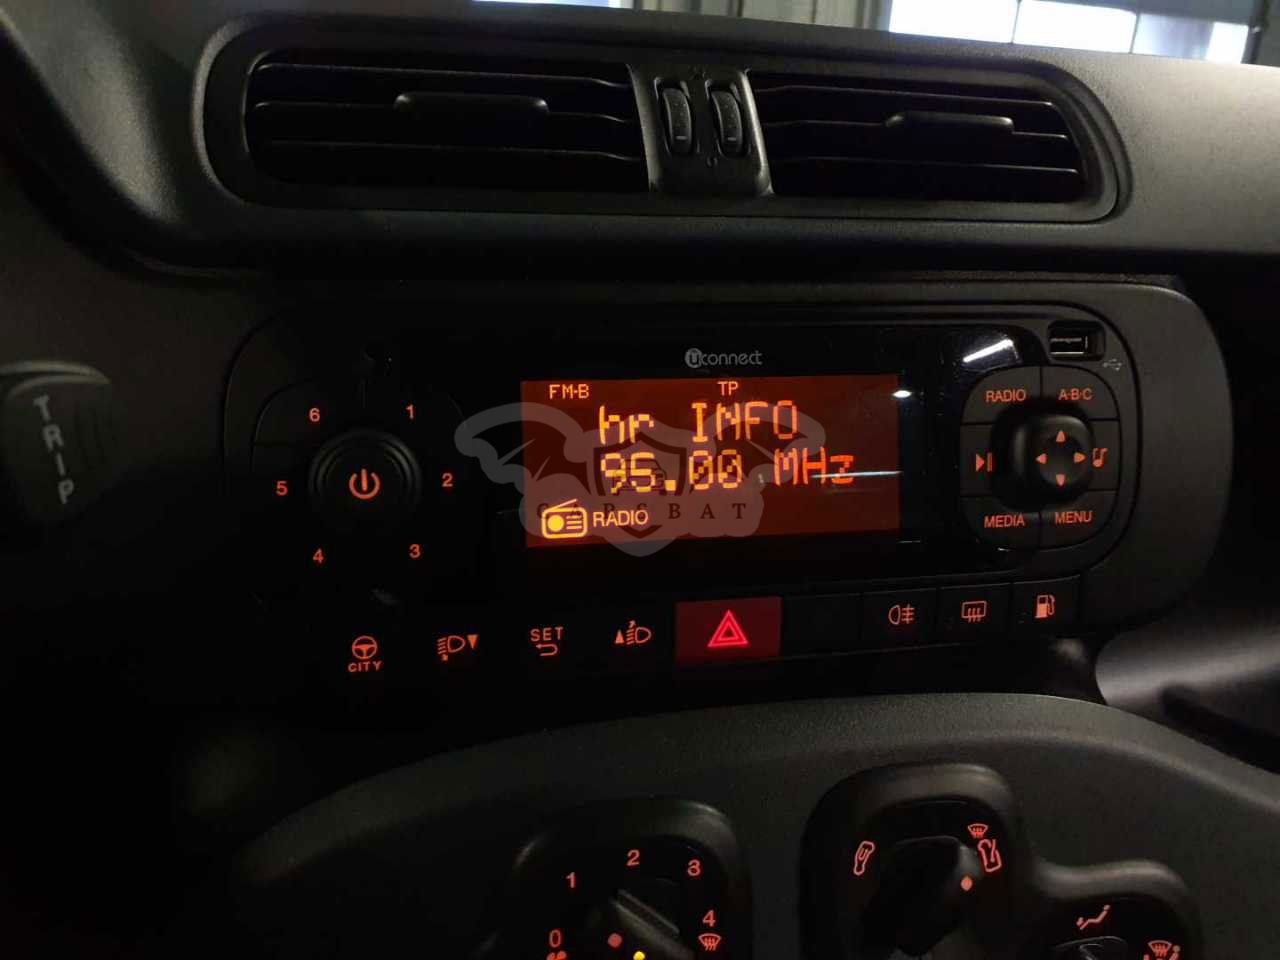 uconnect
FM-B TP
hr INFO
95.00 MHz
RADIO
CARSBAT
TRIP
6 1
5 2
4 3
RADIO A·B·C
MEDIA MENU
CITY
SET
0 1 2 3 4